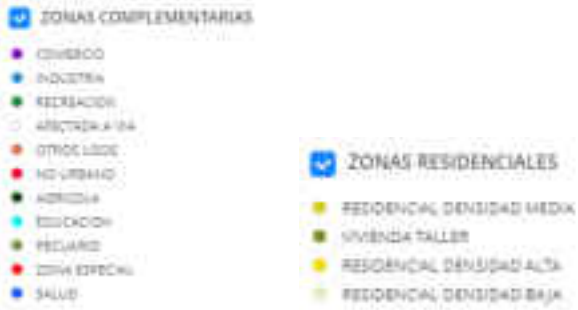 ZONAS COMPLEMENTARIAS
COMERCIO
INDUSTRIA
RECREACION
AFECTADA A VIA
OTROS USOS
NO URBANO
AGRICOLA
EDUCACION
PECUARIO
ZONA ESPECIAL
SALUD
ZONAS RESIDENCIALES
RESIDENCIAL DENSIDAD MEDIA
VIVIENDA TALLER
RESIDENCIAL DENSIDAD ALTA
RESIDENCIAL DENSIDAD BAJA